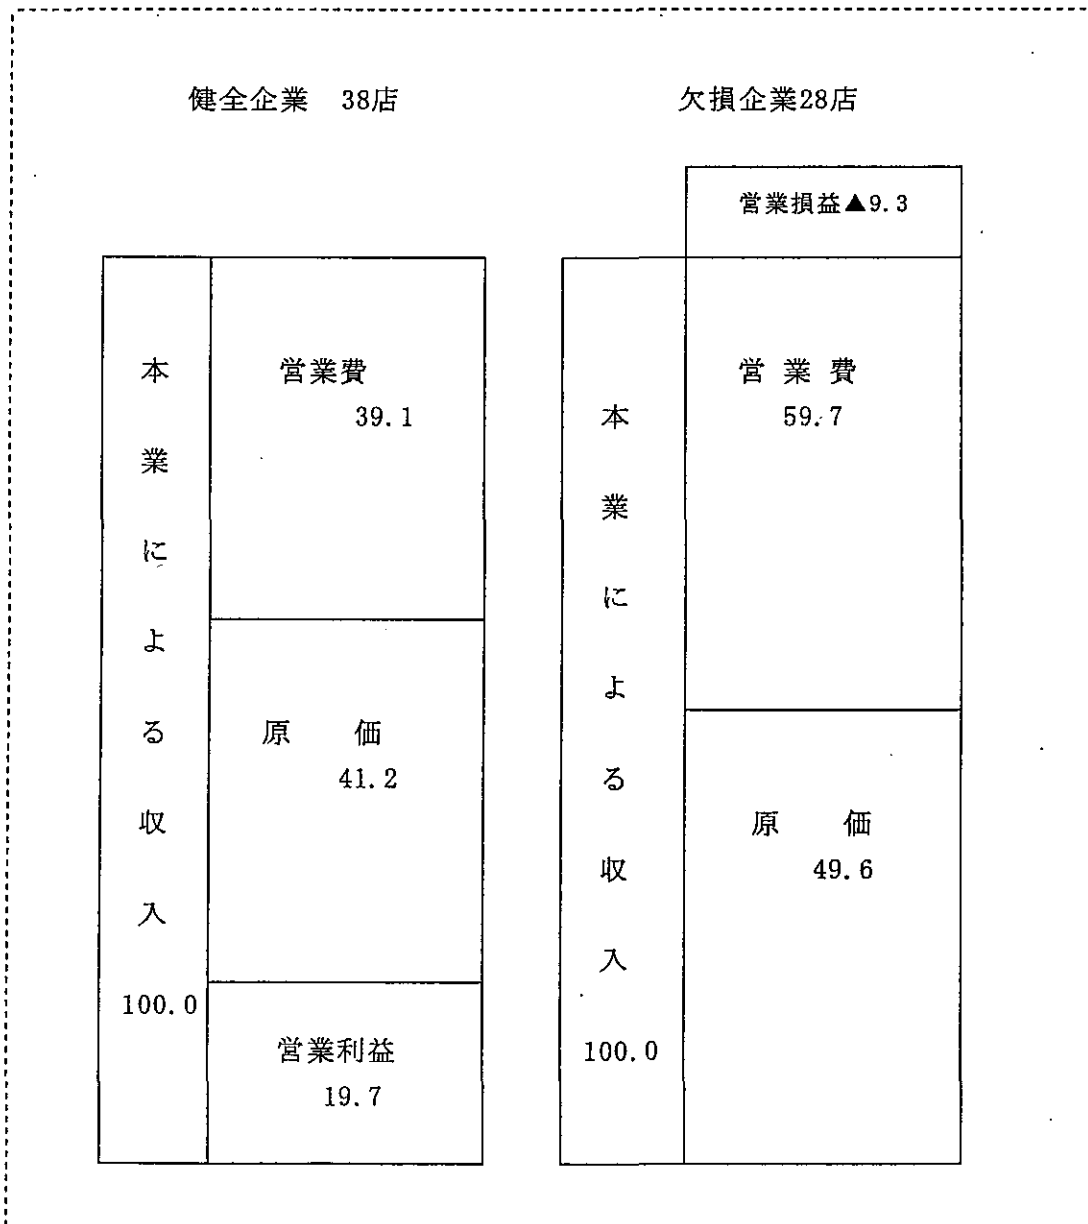 健全企業　38店
本業による収入
100.0
営業費
39.1
原　価
41.2
営業利益
19.7
欠損企業28店
営業損益▲9.3
本業による収入
100.0
営 業 費
59.7
原　価
49.6